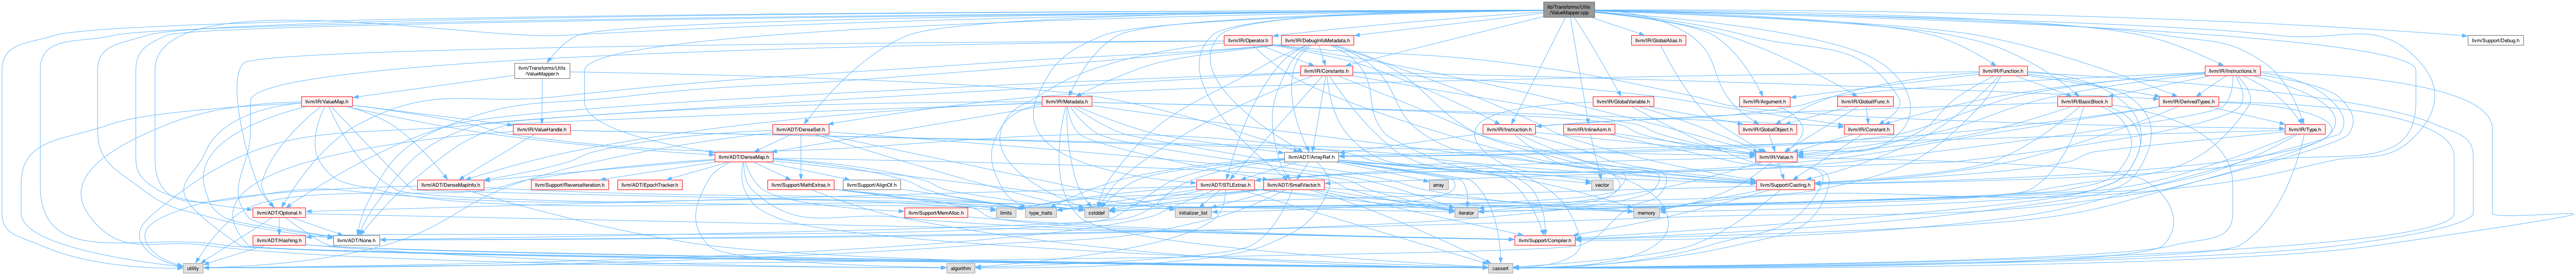 lib/Transforms/Utils
/ValueMapper.cpp
llvm/IR/Operator.h
llvm/IR/DebugInfoMetadata.h
llvm/IR/GlobalAlias.h
llvm/Support/Debug.h
llvm/Transforms/Utils
/ValueMapper.h
llvm/IR/Constants.h
llvm/IR/Function.h
llvm/IR/Instructions.h
llvm/IR/ValueMap.h
llvm/IR/Metadata.h
llvm/IR/GlobalVariable.h
llvm/IR/Argument.h
llvm/IR/GlobalIFunc.h
llvm/IR/BasicBlock.h
llvm/IR/DerivedTypes.h
llvm/IR/ValueHandle.h
llvm/ADT/DenseSet.h
llvm/IR/Instruction.h
llvm/IR/InlineAsm.h
llvm/IR/GlobalObject.h
llvm/IR/Constant.h
llvm/IR/Type.h
llvm/ADT/DenseMap.h
llvm/ADT/ArrayRef.h
llvm/IR/Value.h
llvm/ADT/DenseMapInfo.h
llvm/Support/ReverseIteration.h
llvm/ADT/EpochTracker.h
llvm/Support/MathExtras.h
llvm/Support/AlignOf.h
llvm/ADT/STLExtras.h
llvm/ADT/SmallVector.h
array
vector
llvm/Support/Casting.h
llvm/ADT/Optional.h
llvm/Support/MemAlloc.h
limits
type_traits
cstddef
initializer_list
iterator
memory
llvm/ADT/Hashing.h
llvm/ADT/None.h
llvm/Support/Compiler.h
utility
algorithm
cassert